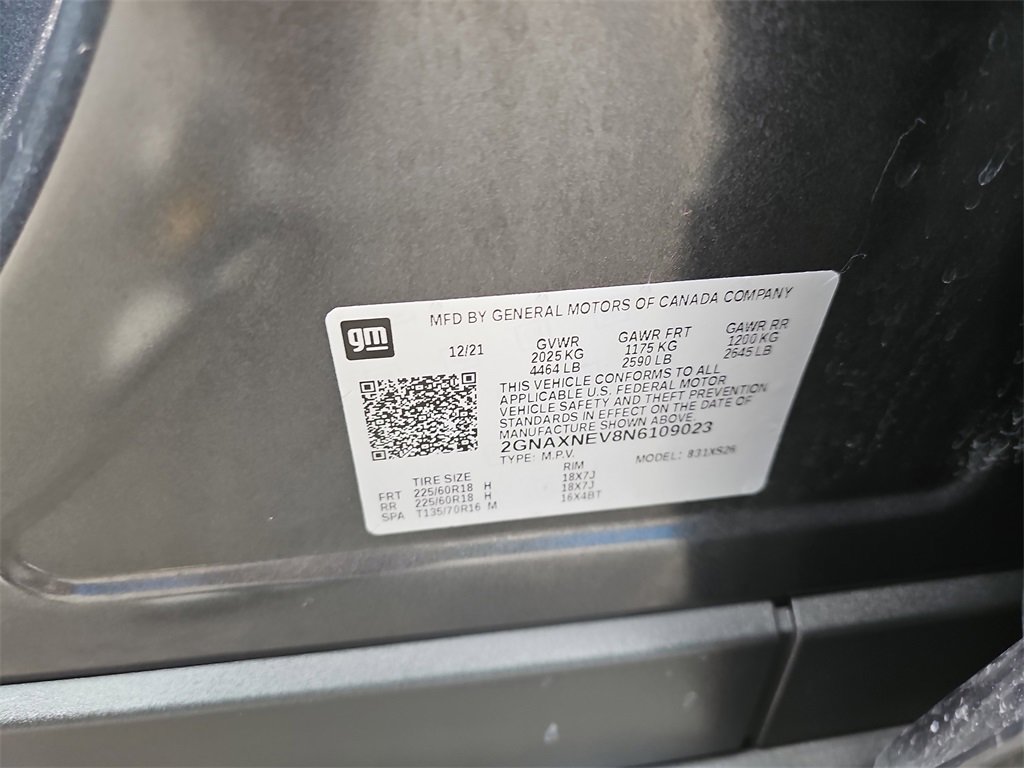 gm
MFD BY GENERAL MOTORS OF CANADA COMPANY
12/21
GVWR
2025 KG
4464 LB
GAWR FRT
1175 KG
2590 LB
GAWR RR
1200 KG
2645 LB
THIS VEHICLE CONFORMS TO ALL
APPLICABLE U.S. FEDERAL MOTOR
VEHICLE SAFETY AND THEFT PREVENTION
STANDARDS IN EFFECT ON THE DATE OF
MANUFACTURE SHOWN ABOVE.
2GNAXNEV8N6109023
TYPE: M.P.V. MODEL: 831XS26
TIRE SIZE RIM
FRT 225/60R18 H 18X7J
RR 225/60R18 H 18X7J
SPA T135/70R16 M 16X4BT